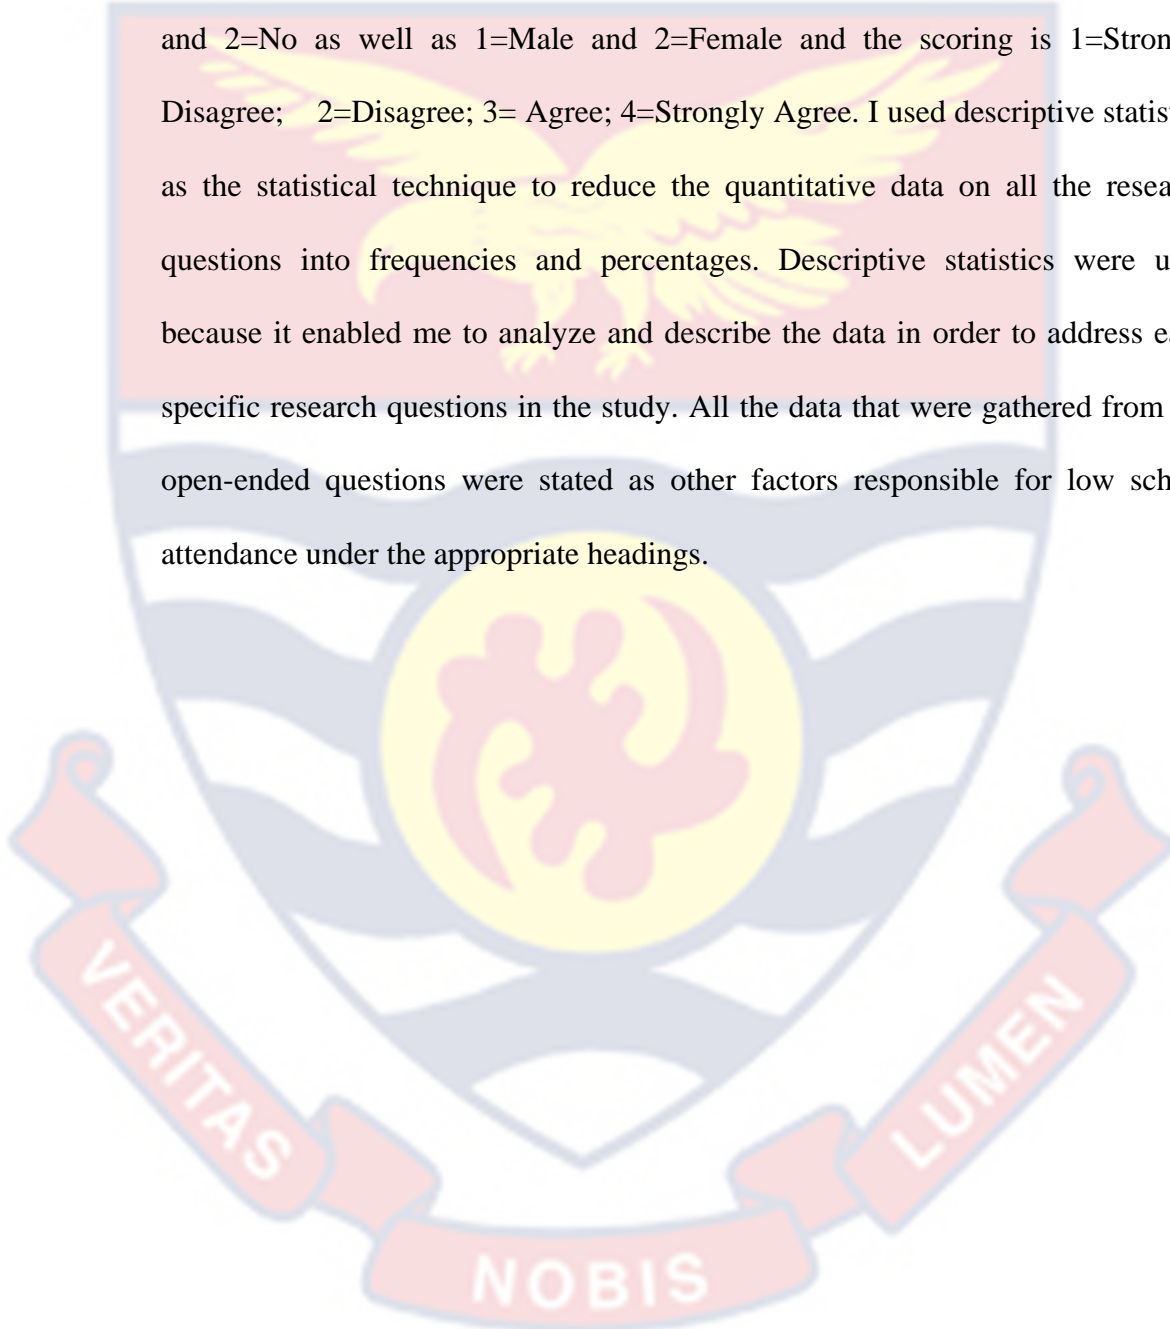 and 2=No as well as 1=Male and 2=Female and the scoring is 1=Stron
Disagree; 2=Disagree; 3= Agree; 4=Strongly Agree. I used descriptive statist
as the statistical technique to reduce the quantitative data on all the resea
questions into frequencies and percentages. Descriptive statistics were u
because it enabled me to analyze and describe the data in order to address ea
specific research questions in the study. All the data that were gathered from
open-ended questions were stated as other factors responsible for low sch
attendance under the appropriate headings.
VERITAS
NOBIS
LUMEN